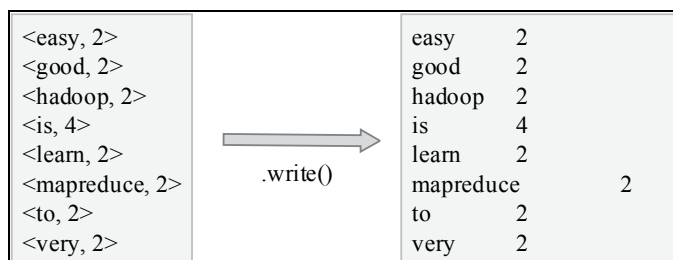 <easy, 2>
<good, 2>
<hadoop, 2>
<is, 4>
<learn, 2>
<mapreduce, 2>
<to, 2>
<very, 2>
.write()
easy 2
good 2
hadoop 2
is 4
learn 2
mapreduce 2
to 2
very 2